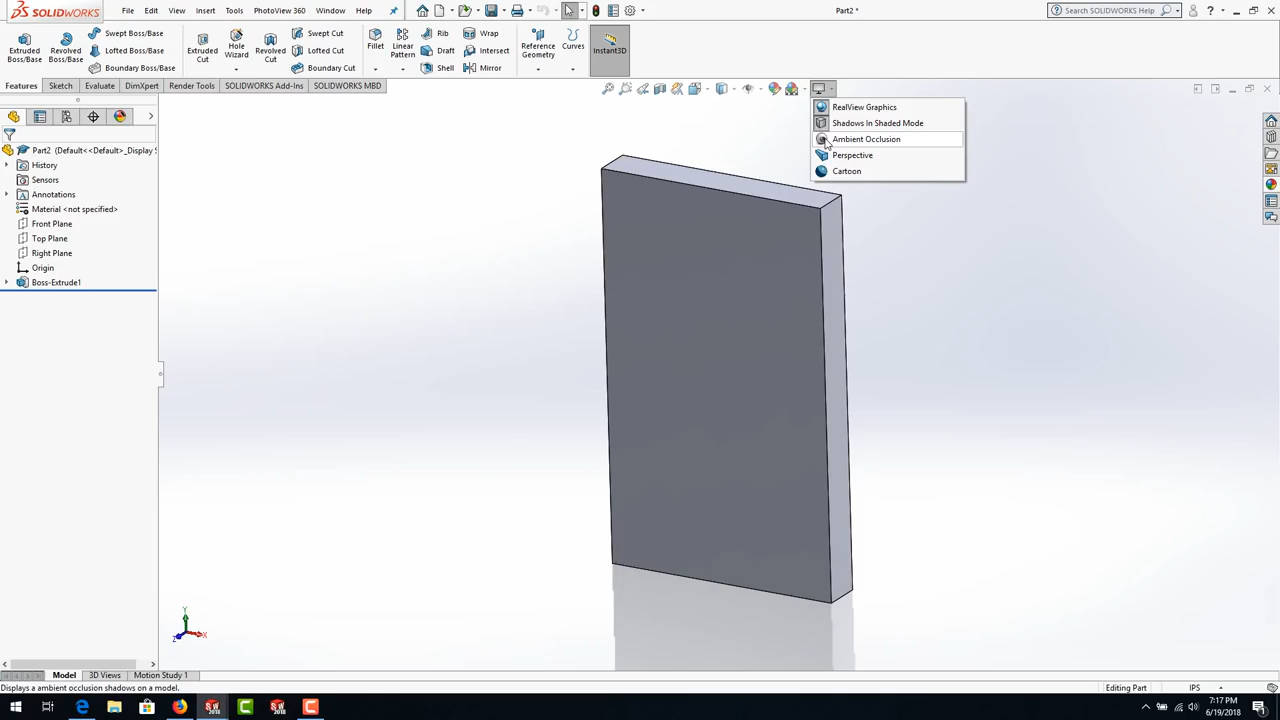 SOLIDWORKS
File Edit View Insert Tools PhotoView 360 Window Help
Part2 *
Search SOLIDWORKS Help
Extruded Boss/Base
Revolved Boss/Base
Swept Boss/Base
Lofted Boss/Base
Boundary Boss/Base
Extruded Cut
Hole Wizard
Revolved Cut
Swept Cut
Lofted Cut
Boundary Cut
Fillet
Linear Pattern
Rib
Draft
Shell
Wrap
Intersect
Mirror
Reference Geometry
Curves
Instant3D
Features Sketch Evaluate DimXpert Render Tools SOLIDWORKS Add-Ins SOLIDWORKS MBD
RealView Graphics
Shadows In Shaded Mode
Ambient Occlusion
Perspective
Cartoon
Part2 (Default<<Default>_Display S
History
Sensors
Annotations
Material <not specified>
Front Plane
Top Plane
Right Plane
Origin
Boss-Extrude1
Y
Z X
Model 3D Views Motion Study 1
Displays a ambient occlusion shadows on a model.
Editing Part
IPS
SW 2018
7:17 PM
6/19/2018